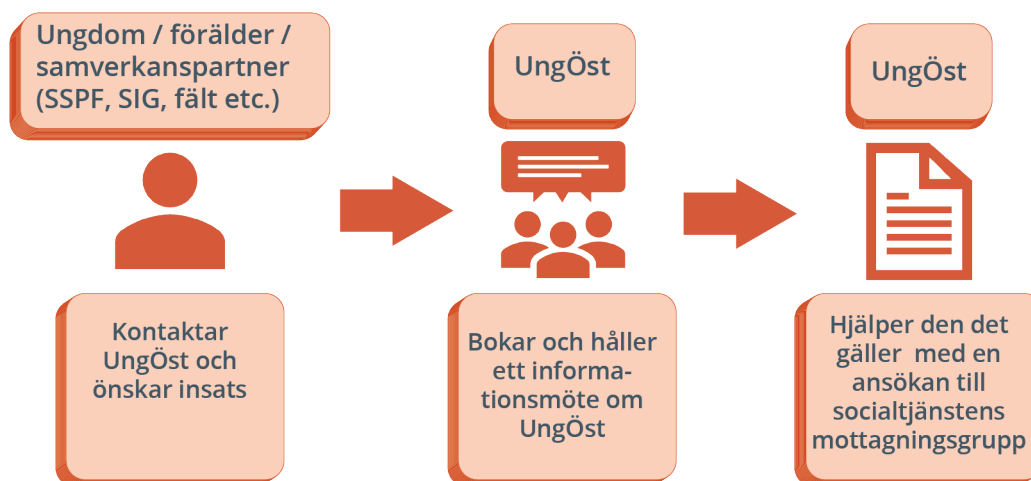 Ungdom / förälder /
samverkanspartner
(SSPF, SIG, fält etc.)
UngÖst
UngÖst
Kontaktar
UngÖst och
önskar insats
Bokar och håller
ett informa-
tionsmöte om
UngÖst
Hjälper den det
gäller  med en
ansökan till
socialtjänstens
mottagningsgrupp